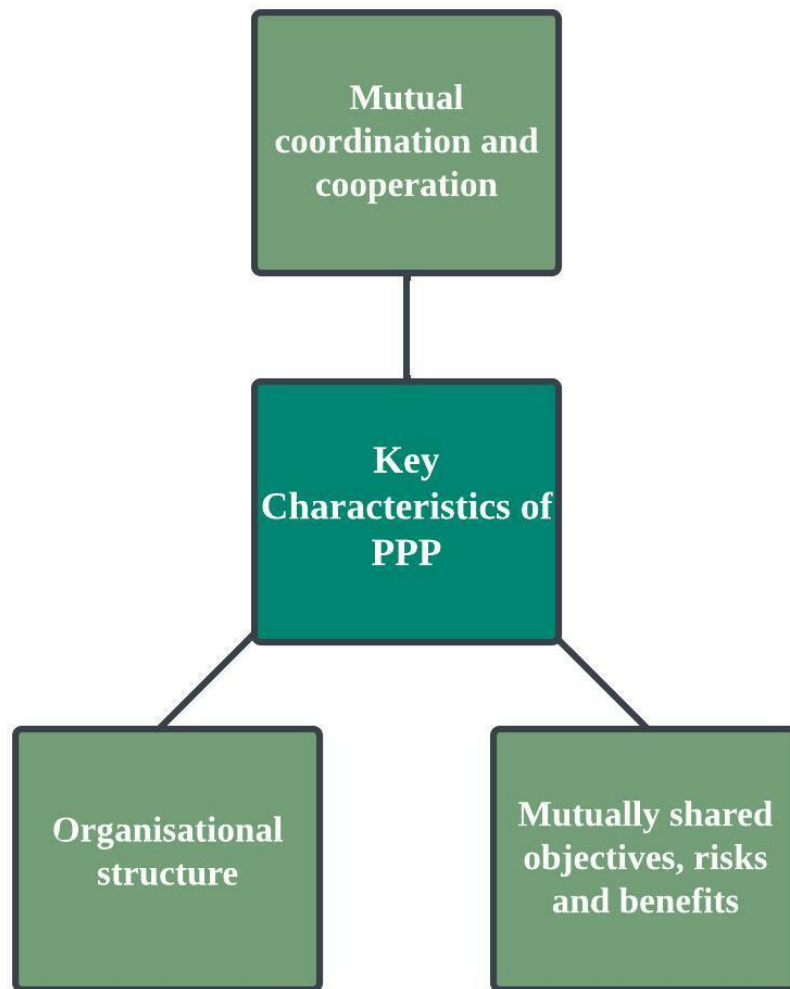 Mutual
coordination and
cooperation
Key
Characteristics of
PPP
Organisational
structure
Mutually shared
objectives, risks
and benefits